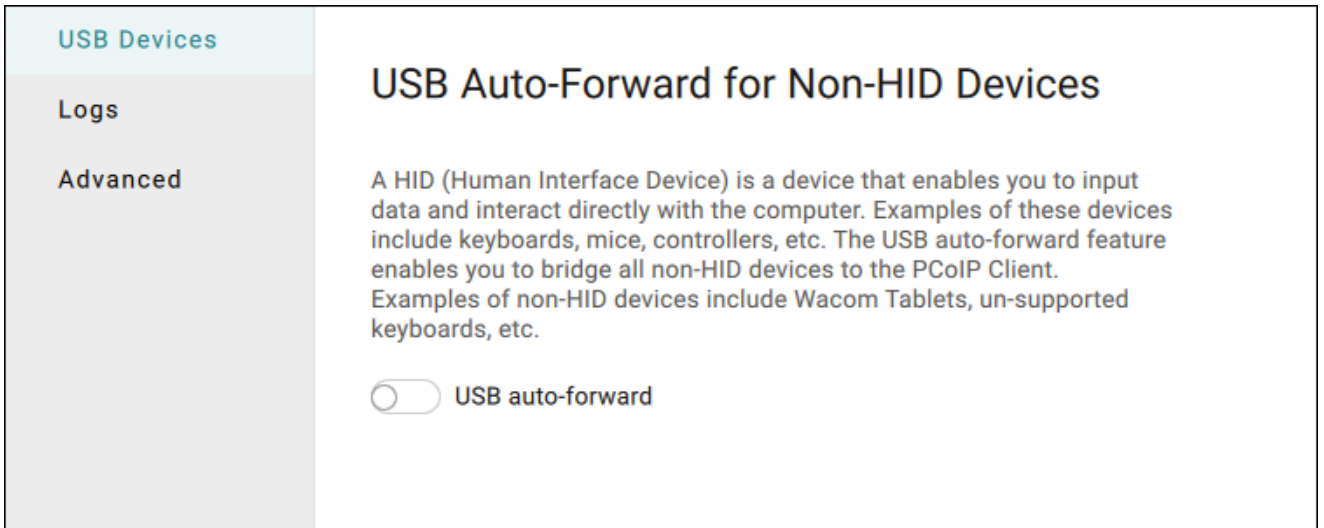 USB Devices
Logs
Advanced
USB Auto-Forward for Non-HID Devices
A HID (Human Interface Device) is a device that enables you to input
data and interact directly with the computer. Examples of these devices
include keyboards, mice, controllers, etc. The USB auto-forward feature
enables you to bridge all non-HID devices to the PCoIP Client.
Examples of non-HID devices include Wacom Tablets, un-supported
keyboards, etc.
USB auto-forward